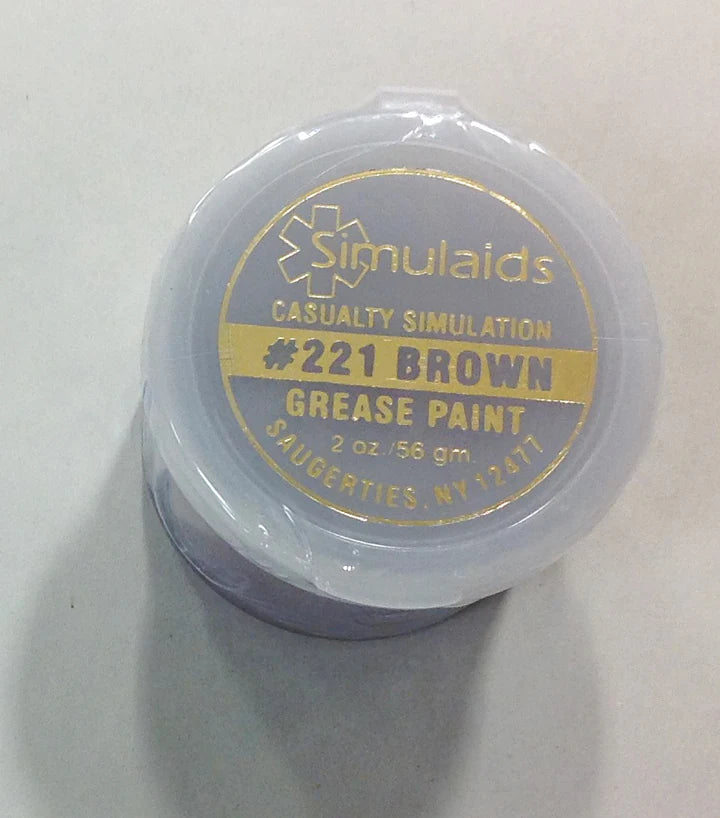 Simulaids
CASUALTY SIMULATION
#221 BROWN
GREASE PAINT
2 oz./56 gm.
SAUGERTIES, NY 12477